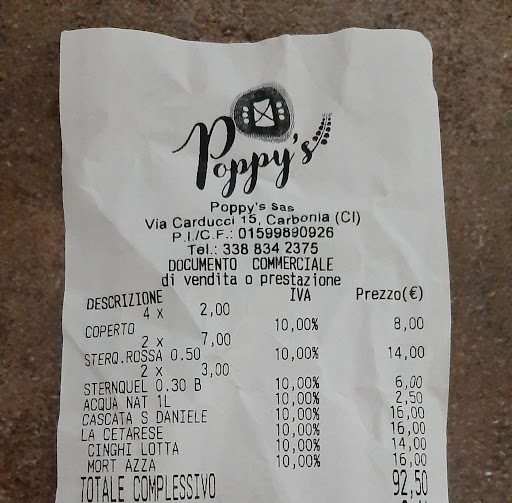 Poppy's
Poppy's sas
Via Carducci 15, Carbonia (CI)
P.I./C.F.: 01599890926
Tel.: 338 834 2375
DOCUMENTO COMMERCIALE
di vendita o prestazione
DESCRIZIONE IVA Prezzo(€)
4 x 2,00
COPERTO 10,00% 8,00
2 x 7,00
STERQ.ROSSA 0.50 10,00% 14,00
2 x 3,00
STERNQUEL 0.30 B 10,00% 6,00
ACQUA NAT 1L 10,00% 2,50
CASCATA S DANIELE 10,00% 16,00
LA CETARESE 10,00% 16,00
CINGHI LOTTA 10,00% 14,00
MORT AZZA 10,00% 16,00
TOTALE COMPLESSIVO 92,50